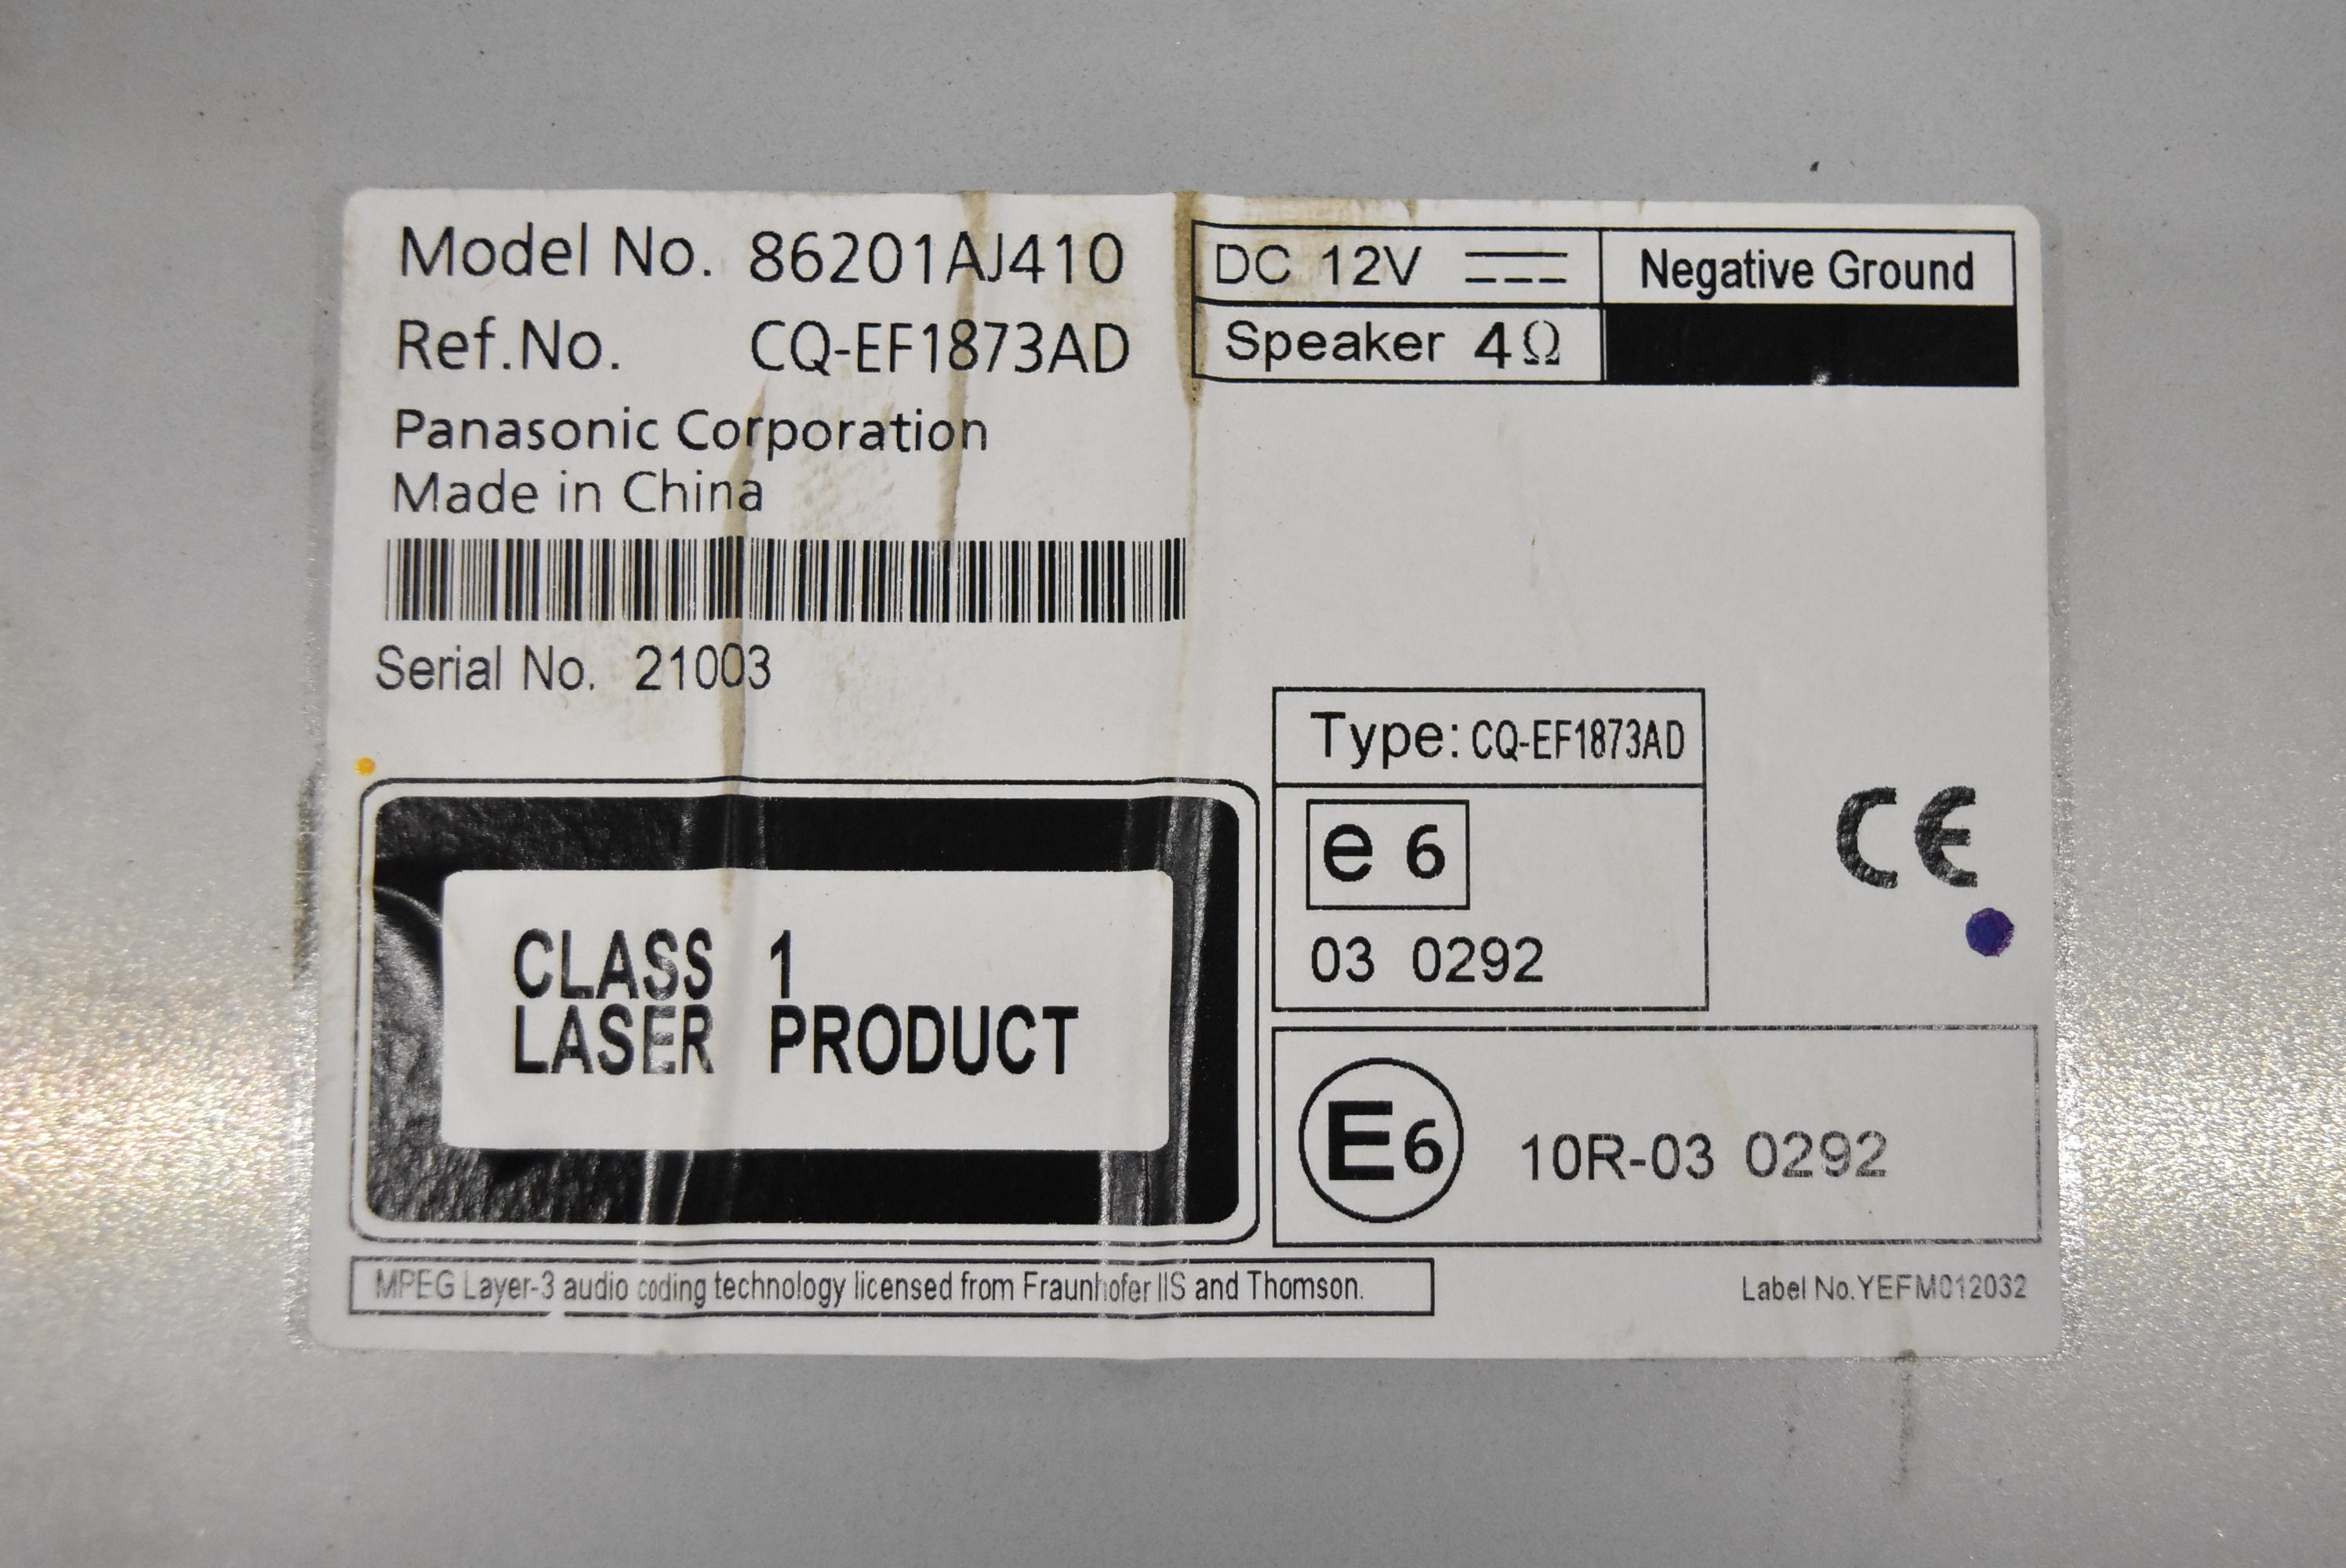 Model No. 86201AJ410
Ref.No. CQ-EF1873AD
Panasonic Corporation
Made in China
Serial No. 21003
DC 12V
Negative Ground
Speaker 4Ω
Type: CQ-EF1873AD
e 6
03 0292
CE
CLASS 1
LASER PRODUCT
E6 10R-03 0292
MPEG Layer-3 audio coding technology licensed from Fraunhofer IIS and Thomson.
Label No.YEFM012032